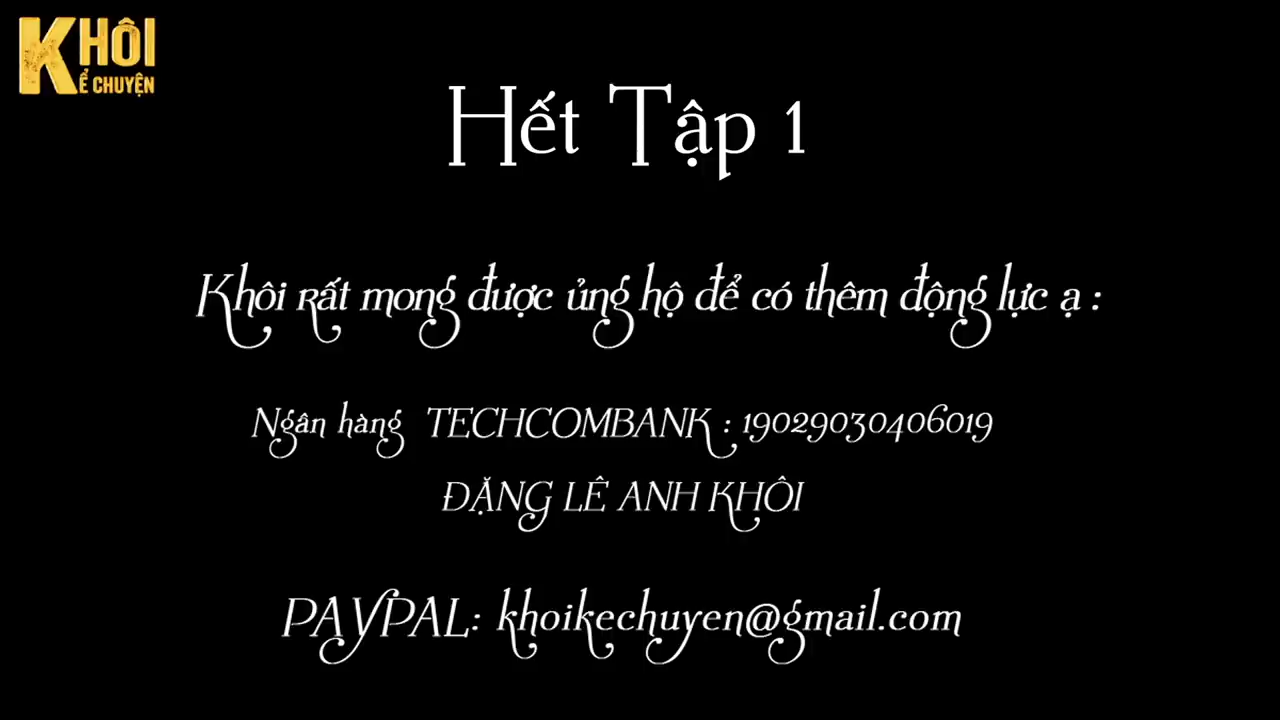 KHÔI
KỂ CHUYỆN
Hết Tập 1
Khôi rất mong được ủng hộ để có thêm động lực ạ :
Ngân hàng TECHCOMBANK : 19029030406019
ĐẶNG LÊ ANH KHÔI
PAYPAL: khoikechuyen@gmail.com